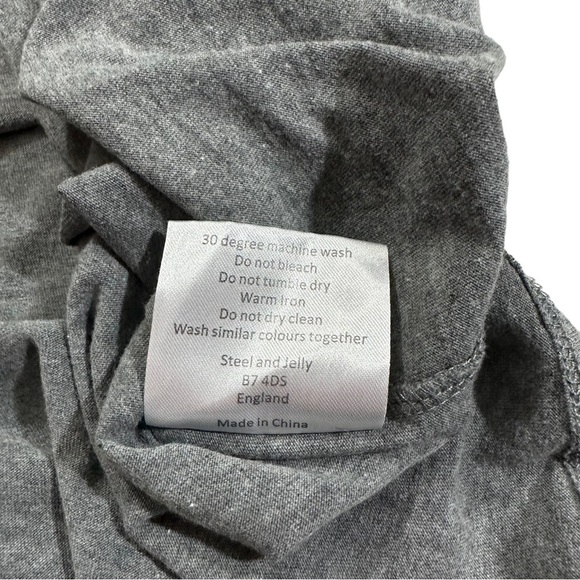 30 degree machine wash
Do not bleach
Do not tumble dry
Warm Iron
Do not dry clean
Wash similar colours together
Steel and Jelly
B7 4DS
England
Made in China